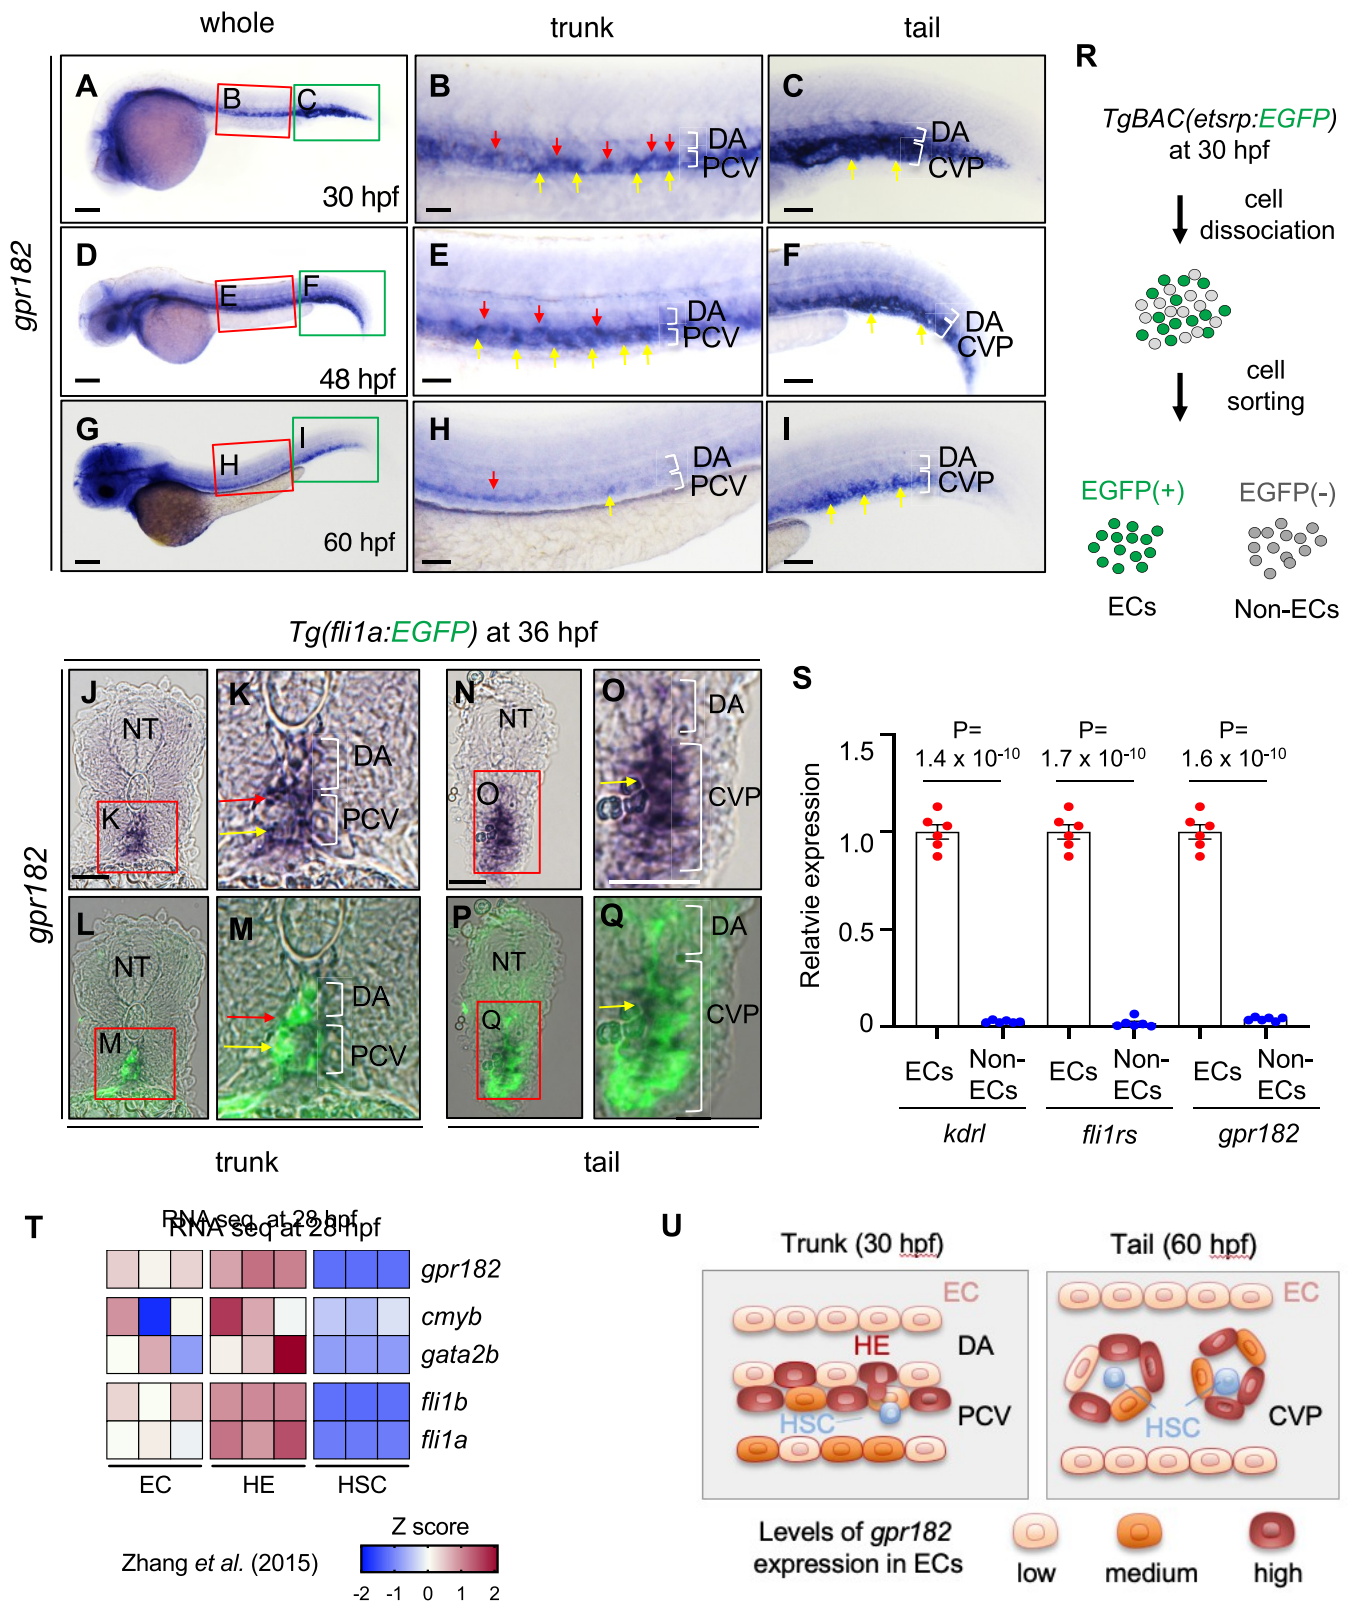 whole
trunk
tail
gpr182
A
B
C
30 hpf
B
DA
PCV
C
DA
CVP
D
E
F
48 hpf
E
DA
PCV
F
DA
CVP
G
H
I
60 hpf
H
DA
PCV
I
DA
CVP
R
TgBAC(etsrp:EGFP)
at 30 hpf
cell
dissociation
cell
sorting
EGFP(+)
EGFP(-)
ECs
Non-ECs
Tg(fli1a:EGFP) at 36 hpf
gpr182
J
NT
K
K
DA
PCV
N
NT
O
O
DA
CVP
L
NT
M
M
DA
PCV
P
NT
Q
Q
DA
CVP
trunk
tail
S
Relatvie expression
1.5
1.0
0.5
0
P=
1.4 x 10-10
P=
1.7 x 10-10
P=
1.6 x 10-10
ECs
Non-
ECs
ECs
Non-
ECs
ECs
Non-
ECs
kdrl
fli1rs
gpr182
T
RNA seq at 28 hpf
RNA seq at 28 hpf
gpr182
cmyb
gata2b
fli1b
fli1a
EC
HE
HSC
Z score
Zhang et al. (2015)
-2 -1 0 1 2
U
Trunk (30 hpf)
Tail (60 hpf)
EC
HE
DA
HSC
PCV
EC
HSC
CVP
Levels of gpr182
expression in ECs
low
medium
high